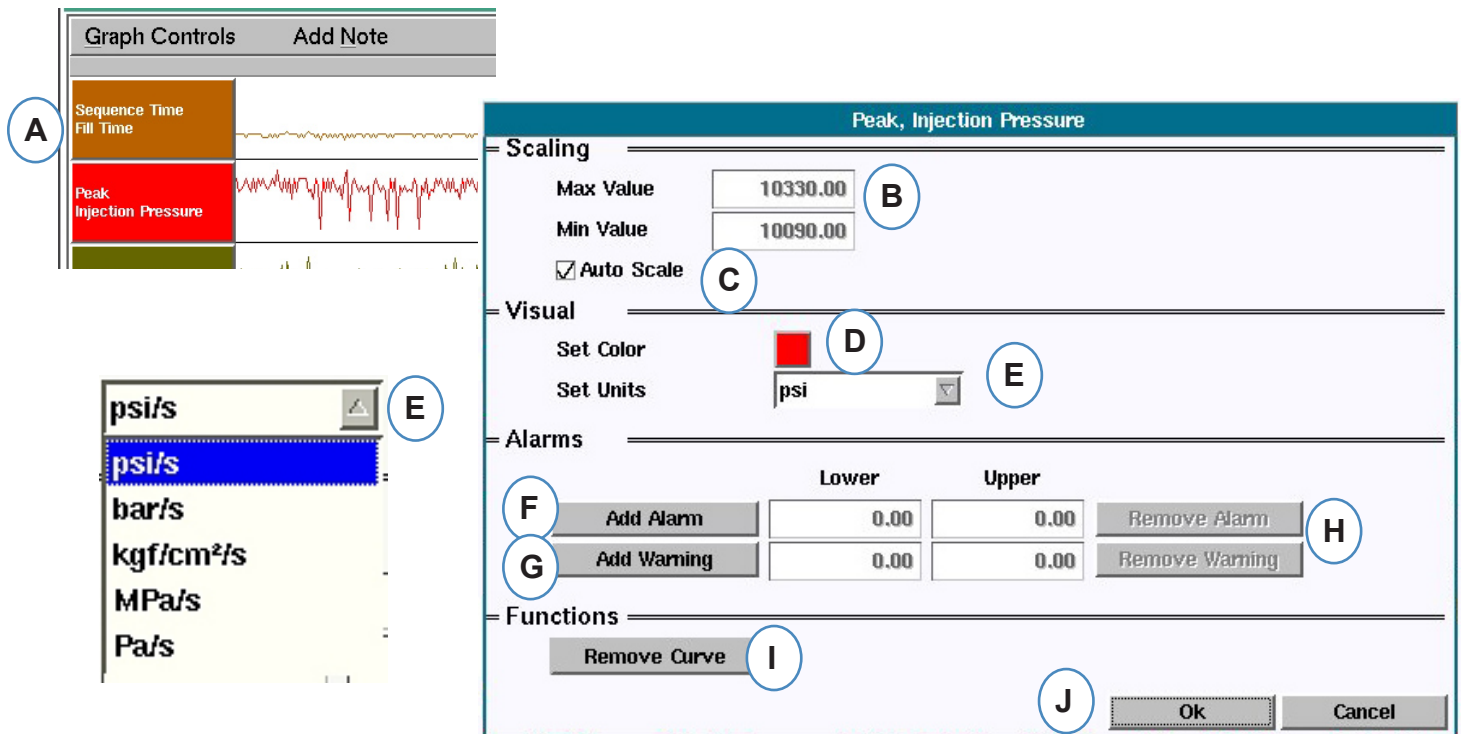 Graph Controls Add Note
A
Sequence Time
Fill Time
Peak
Injection Pressure
Peak, Injection Pressure
Scaling
Max Value 10330.00 B
Min Value 10090.00
Auto Scale C
Visual
Set Color D
Set Units psi E
Alarms
Lower Upper
F Add Alarm 0.00 0.00 Remove Alarm H
G Add Warning 0.00 0.00 Remove Warning
Functions
Remove Curve I
J Ok Cancel
psi/s E
psi/s
bar/s
kgf/cm²/s
MPa/s
Pa/s